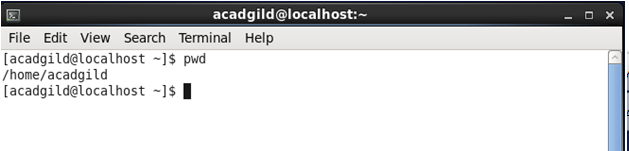 acadgild@localhost:~
File Edit View Search Terminal Help
[acadgild@localhost ~]$ pwd
/home/acadgild
[acadgild@localhost ~]$